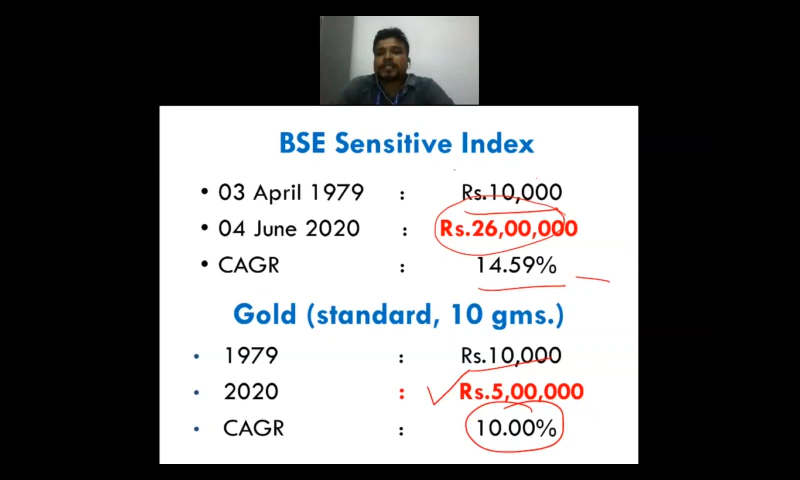 BSE Sensitive Index
• 03 April 1979 : Rs.10,000
• 04 June 2020 : Rs.26,00,000
• CAGR : 14.59%
Gold (standard, 10 gms.)
• 1979 : Rs.10,000
• 2020 : Rs.5,00,000
• CAGR : 10.00%